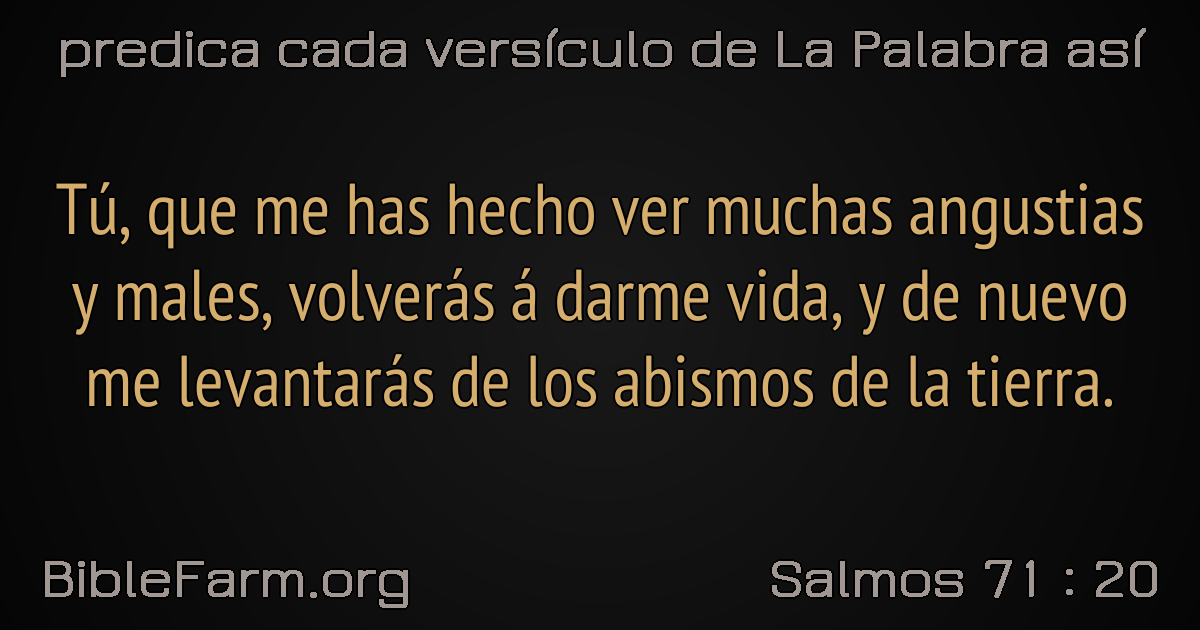 predica cada versículo de La Palabra así
Tú, que me has hecho ver muchas angustias
y males, volverás á darme vida, y de nuevo
me levantarás de los abismos de la tierra.
BibleFarm.org
Salmos 71 : 20